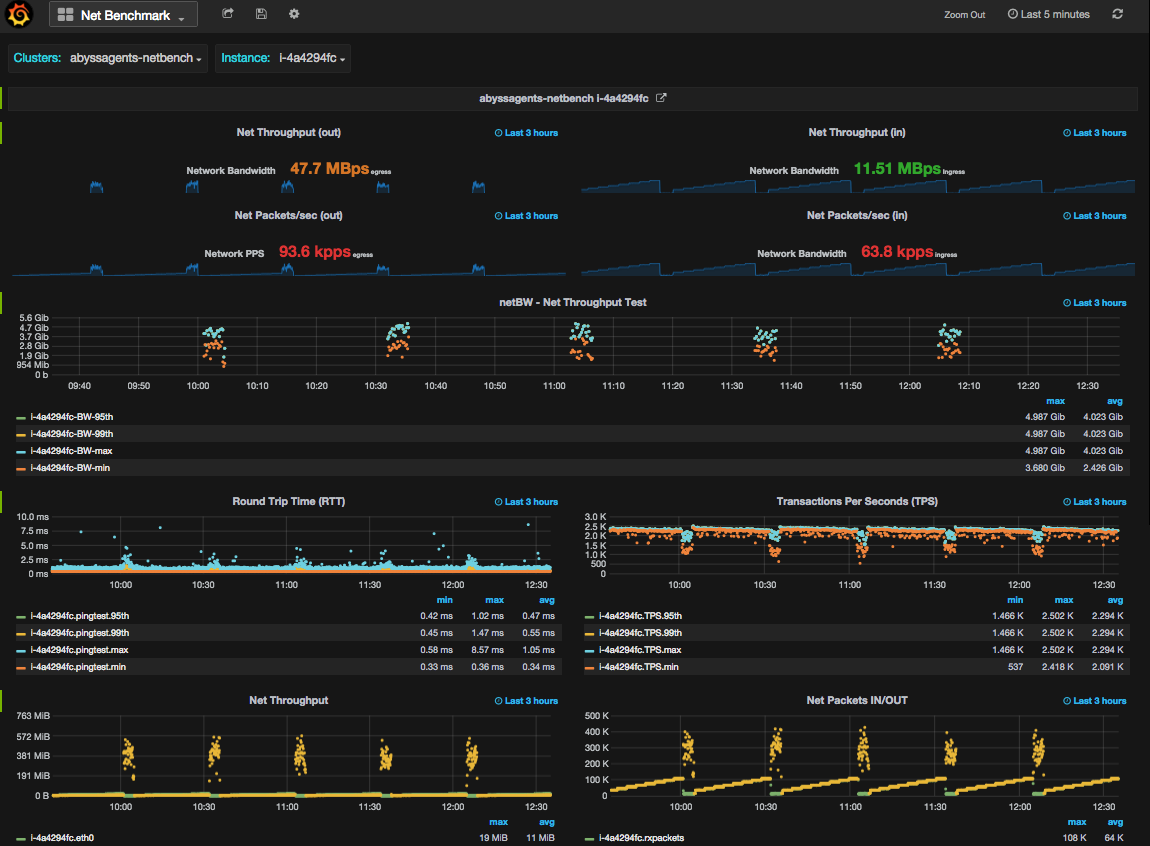 Net Benchmark
Zoom Out
Last 5 minutes
Clusters: abyssagents-netbench
Instance: i-4a4294fc
abyssagents-netbench i-4a4294fc
Net Throughput (out)
Last 3 hours
Net Throughput (in)
Last 3 hours
Network Bandwidth 47.7 MBps egress
Network Bandwidth 11.51 MBps ingress
Net Packets/sec (out)
Last 3 hours
Net Packets/sec (in)
Last 3 hours
Network PPS 93.6 kpps egress
Network Bandwidth 63.8 kpps ingress
netBW - Net Throughput Test
Last 3 hours
5.6 Gib
4.7 Gib
3.7 Gib
2.8 Gib
1.9 Gib
954 Mib
0 b
09:40 09:50 10:00 10:10 10:20 10:30 10:40 10:50 11:00 11:10 11:20 11:30 11:40 11:50 12:00 12:10 12:20 12:30
max avg
i-4a4294fc-BW-95th 4.987 Gib 4.023 Gib
i-4a4294fc-BW-99th 4.987 Gib 4.023 Gib
i-4a4294fc-BW-max 4.987 Gib 4.023 Gib
i-4a4294fc-BW-min 3.680 Gib 2.426 Gib
Round Trip Time (RTT)
Last 3 hours
10.0 ms
7.5 ms
5.0 ms
2.5 ms
0 ms
10:00 10:30 11:00 11:30 12:00 12:30
min max avg
i-4a4294fc.pingtest.95th 0.42 ms 1.02 ms 0.47 ms
i-4a4294fc.pingtest.99th 0.45 ms 1.47 ms 0.55 ms
i-4a4294fc.pingtest.max 0.58 ms 8.57 ms 1.05 ms
i-4a4294fc.pingtest.min 0.33 ms 0.36 ms 0.34 ms
Transactions Per Seconds (TPS)
Last 3 hours
3.0 K
2.5 K
2.0 K
1.5 K
1.0 K
500
0
10:00 10:30 11:00 11:30 12:00 12:30
min max avg
i-4a4294fc.TPS.95th 1.466 K 2.502 K 2.294 K
i-4a4294fc.TPS.99th 1.466 K 2.502 K 2.294 K
i-4a4294fc.TPS.max 1.466 K 2.502 K 2.294 K
i-4a4294fc.TPS.min 537 2.418 K 2.091 K
Net Throughput
Last 3 hours
763 MiB
572 MiB
381 MiB
191 MiB
0 B
10:00 10:30 11:00 11:30 12:00 12:30
max avg
i-4a4294fc.eth0 19 MiB 11 MiB
Net Packets IN/OUT
Last 3 hours
500 K
400 K
300 K
200 K
100 K
0
10:00 10:30 11:00 11:30 12:00 12:30
max avg
i-4a4294fc.rxpackets 108 K 64 K